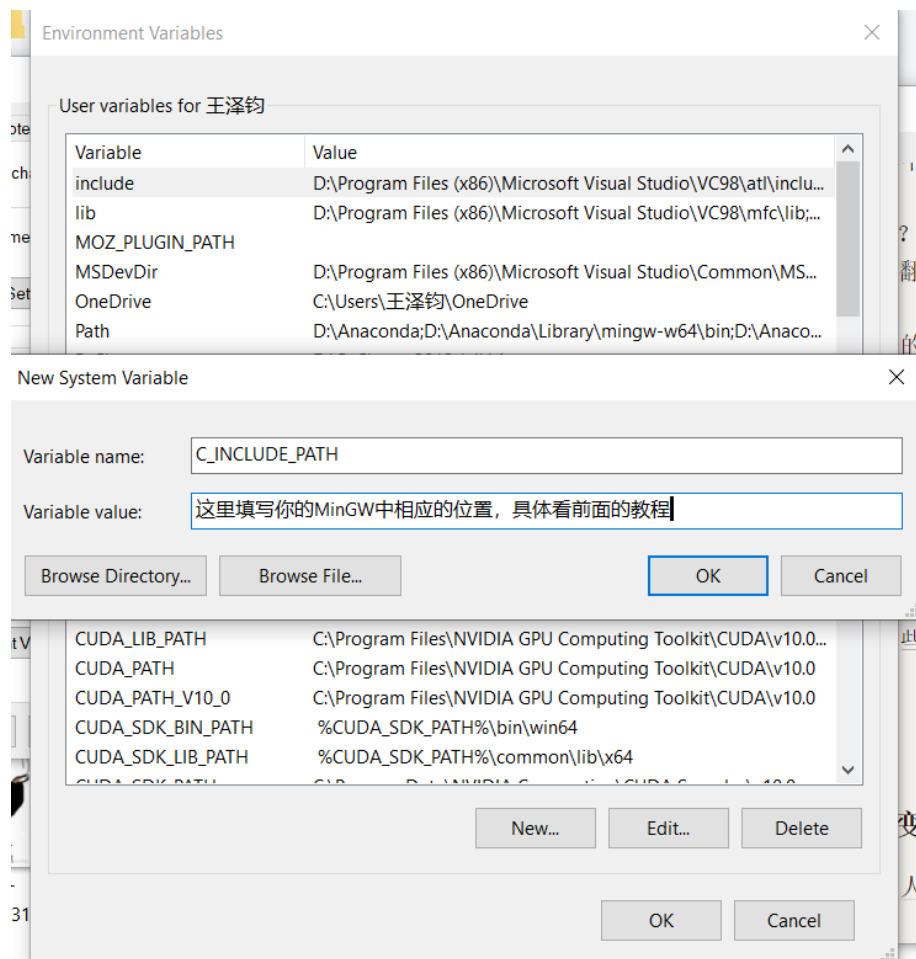 Environment Variables
User variables for 王泽钧
Variable Value
include D:\Program Files (x86)\Microsoft Visual Studio\VC98\atl\inclu...
lib D:\Program Files (x86)\Microsoft Visual Studio\VC98\mfc\lib;...
MOZ_PLUGIN_PATH
MSDevDir D:\Program Files (x86)\Microsoft Visual Studio\Common\MS...
OneDrive C:\Users\王泽钧\OneDrive
Path D:\Anaconda;D:\Anaconda\Library\mingw-w64\bin;D:\Anaco...
New System Variable
Variable name: C_INCLUDE_PATH
Variable value: 这里填写你的MinGW中相应的位置，具体看前面的教程
Browse Directory... Browse File... OK Cancel
CUDA_LIB_PATH C:\Program Files\NVIDIA GPU Computing Toolkit\CUDA\v10.0...
CUDA_PATH C:\Program Files\NVIDIA GPU Computing Toolkit\CUDA\v10.0
CUDA_PATH_V10_0 C:\Program Files\NVIDIA GPU Computing Toolkit\CUDA\v10.0
CUDA_SDK_BIN_PATH %CUDA_SDK_PATH%\bin\win64
CUDA_SDK_LIB_PATH %CUDA_SDK_PATH%\common\lib\x64
New... Edit... Delete
31
OK Cancel